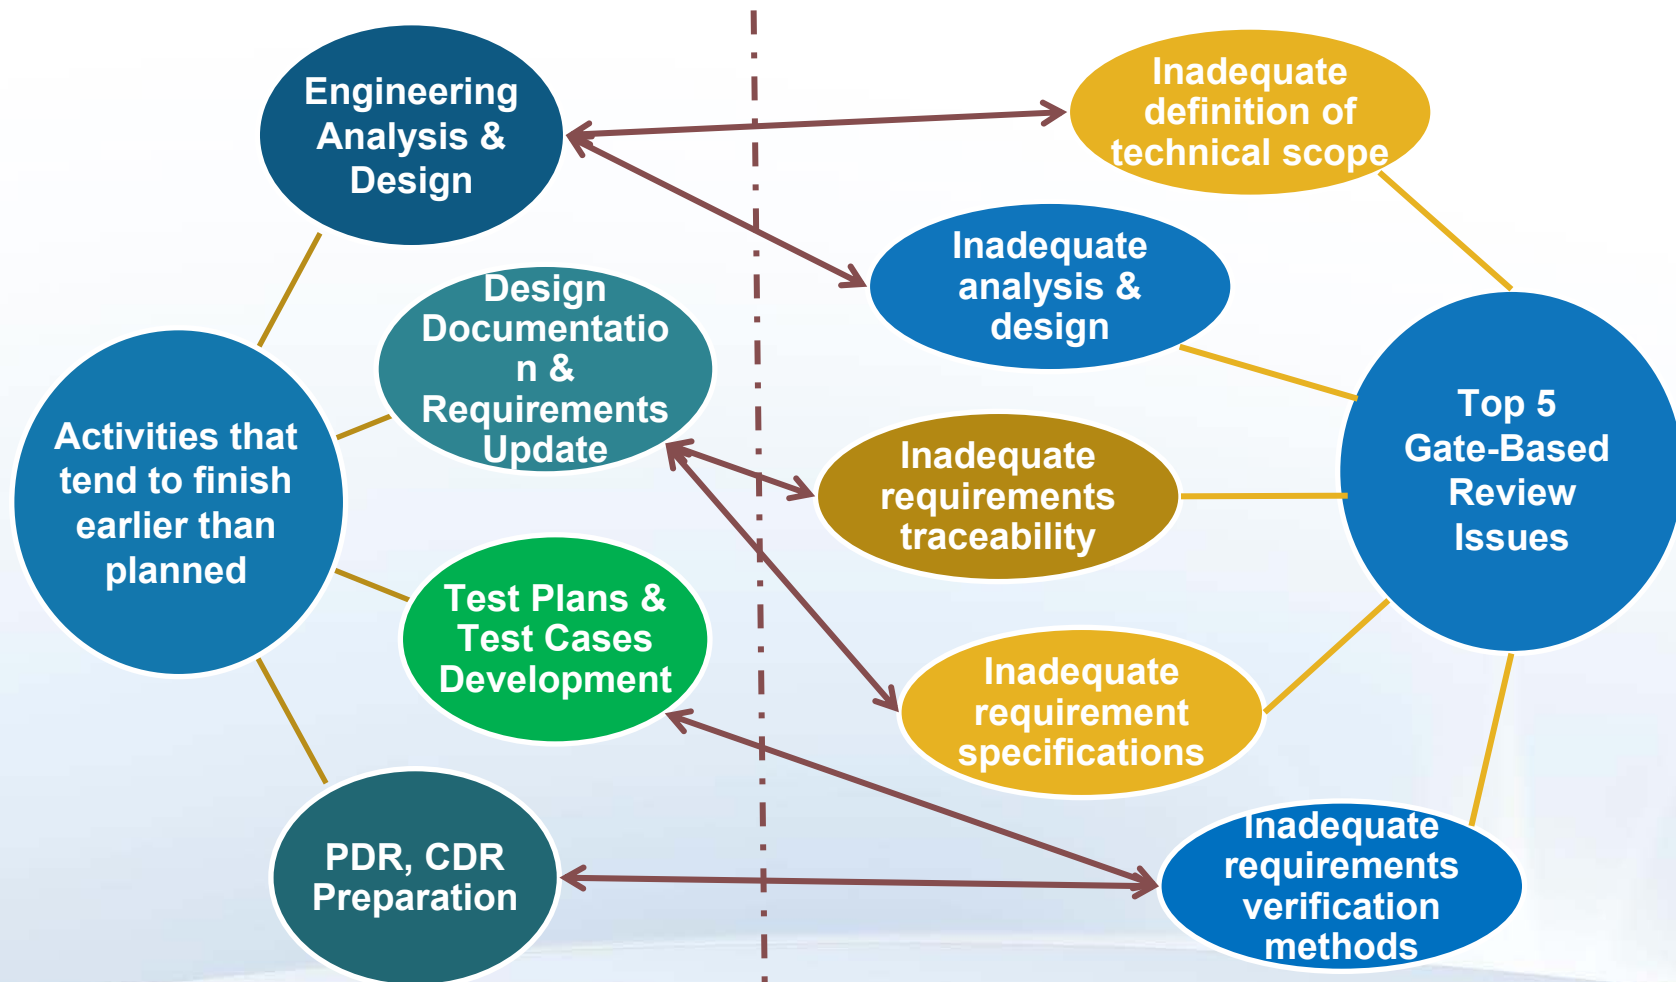 Engineering
Analysis &
Design
Design
Documentatio
n &
Requirements
Update
Activities that
tend to finish
earlier than
planned
Test Plans &
Test Cases
Development
PDR, CDR
Preparation
Inadequate
definition of
technical scope
Inadequate
analysis &
design
Inadequate
requirements
traceability
Inadequate
requirement
specifications
Inadequate
requirements
verification
methods
Top 5
Gate-Based
Review
Issues